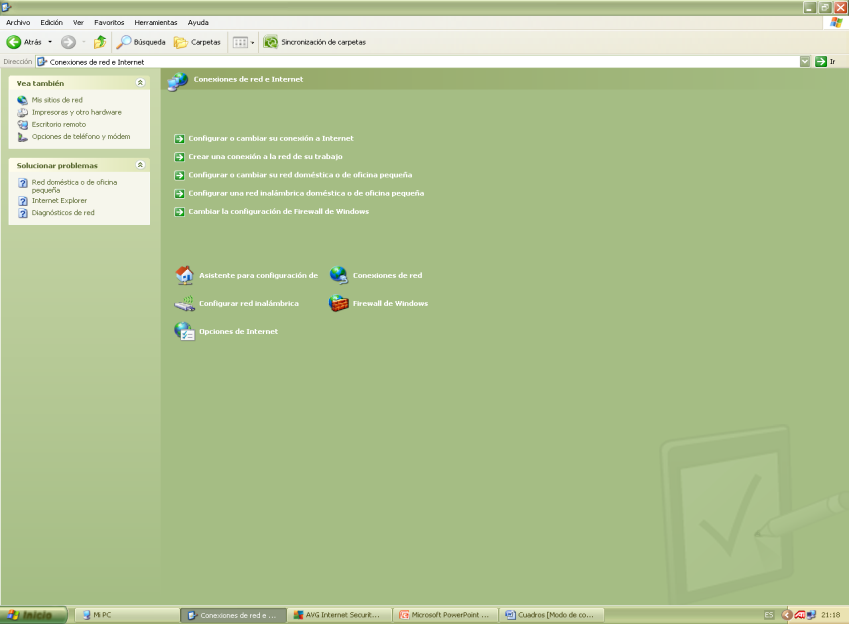 Archivo Edición Ver Favoritos Herramientas Ayuda
Atrás Búsqueda Carpetas Sincronización de carpetas
Dirección Conexiones de red e Internet Ir
Vea también
Mis sitios de red
Impresoras y otro hardware
Escritorio remoto
Opciones de teléfono y módem
Solucionar problemas
Red doméstica o de oficina
pequeña
Internet Explorer
Diagnósticos de red
Conexiones de red e Internet
Configurar o cambiar su conexión a Internet
Crear una conexión a la red de su trabajo
Configurar o cambiar su red doméstica o de oficina pequeña
Configurar una red inalámbrica doméstica o de oficina pequeña
Cambiar la configuración de Firewall de Windows
Asistente para configuración de Conexiones de red
Configurar red inalámbrica Firewall de Windows
Opciones de Internet
Inicio Mi PC Conexiones de red e ... AVG Internet Securit... Microsoft PowerPoint ... Cuadros [Modo de co... ES 21:18